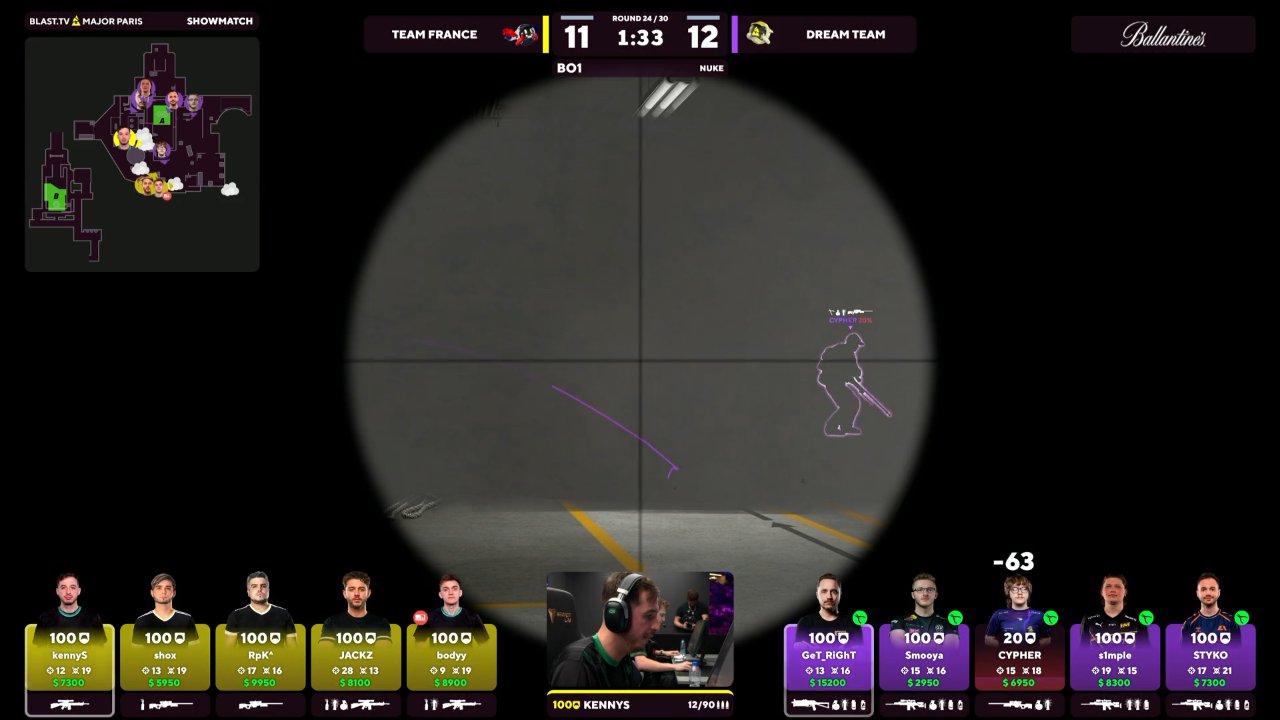 BLAST.TV MAJOR PARIS SHOWMATCH
TEAM FRANCE 11 ROUND 24 / 30 1:33 12 DREAM TEAM
Ballantine's
BO1 NUKE
A
B
CYPHER 20%
-63
100 100 100 100 100
kennyS shox RpK^ JACKZ bodyy
12 19 13 19 17 16 28 13 9 19
$7300 $5950 $9950 $8100 $8900
100 KENNYS 12/90
100 100 20 100 100
GeT_RiGhT Smooya CYPHER s1mple STYKO
13 16 15 16 15 18 19 15 17 21
$15200 $2950 $6950 $8300 $7300